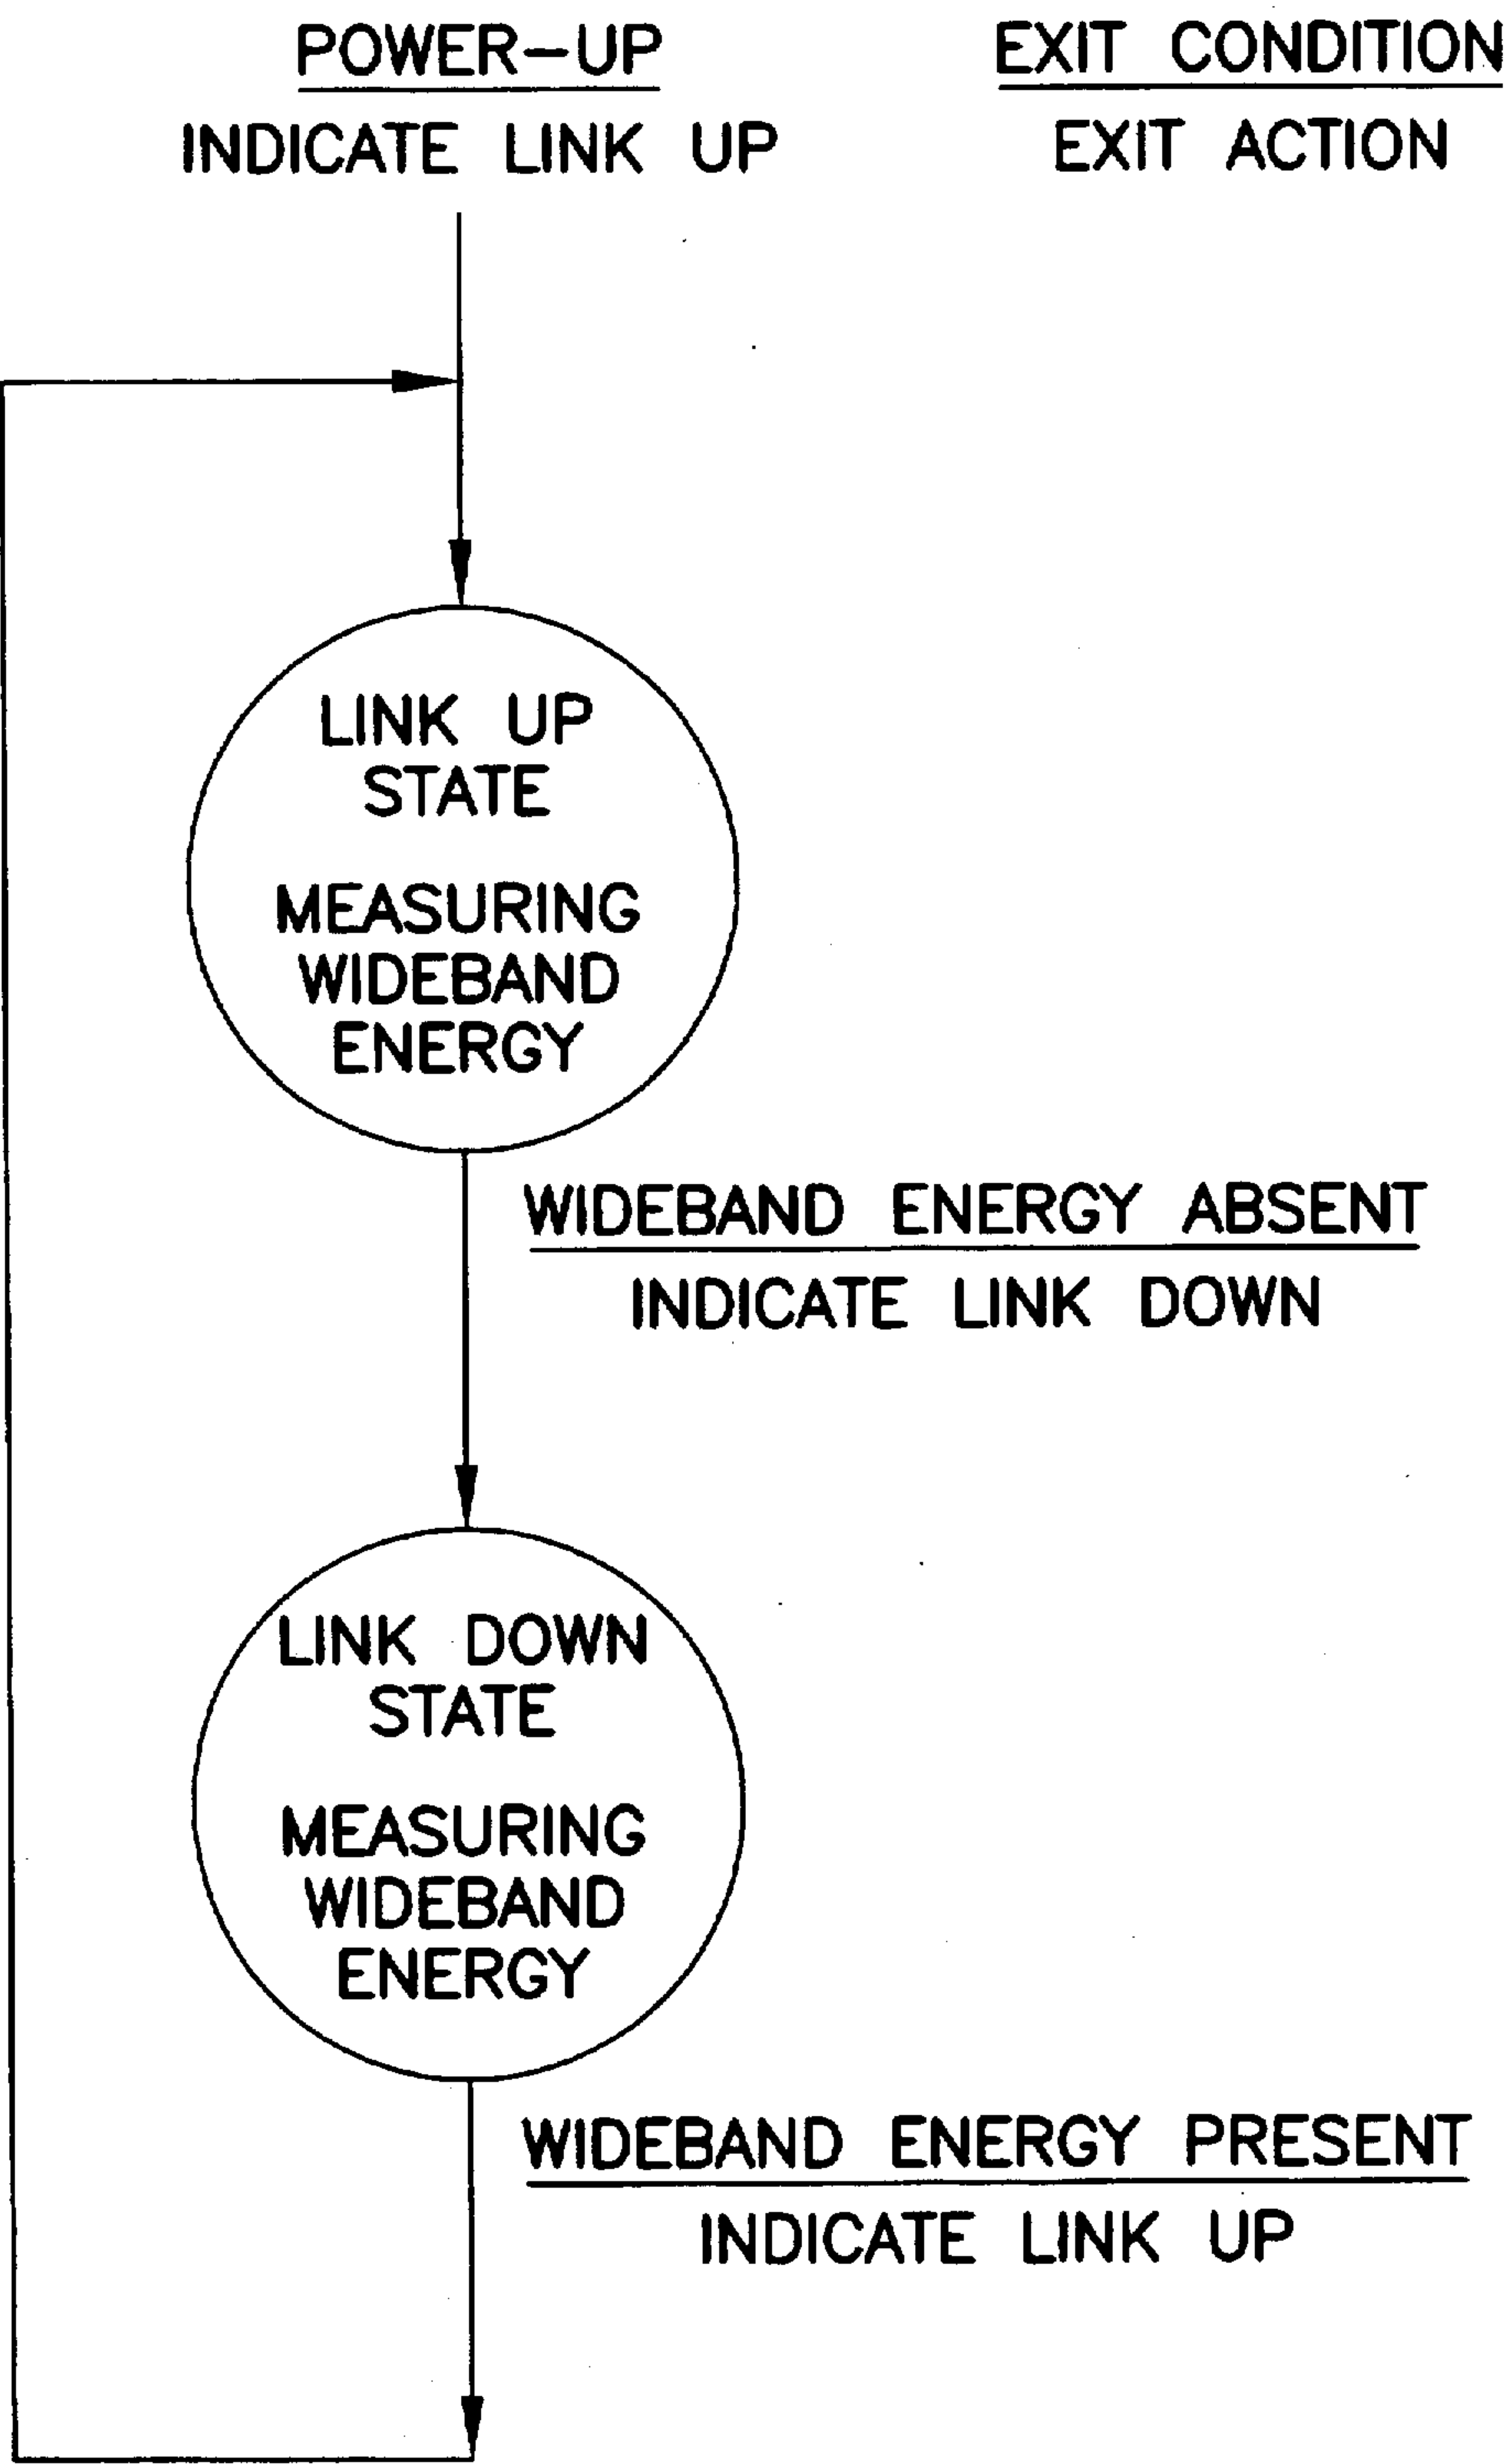 POWER-UP
INDICATE LINK UP
EXIT CONDITION
EXIT ACTION
LINK UP
STATE
MEASURING
WIDEBAND
ENERGY
WIDEBAND ENERGY ABSENT
INDICATE LINK DOWN
LINK DOWN
STATE
MEASURING
WIDEBAND
ENERGY
WIDEBAND ENERGY PRESENT
INDICATE LINK UP